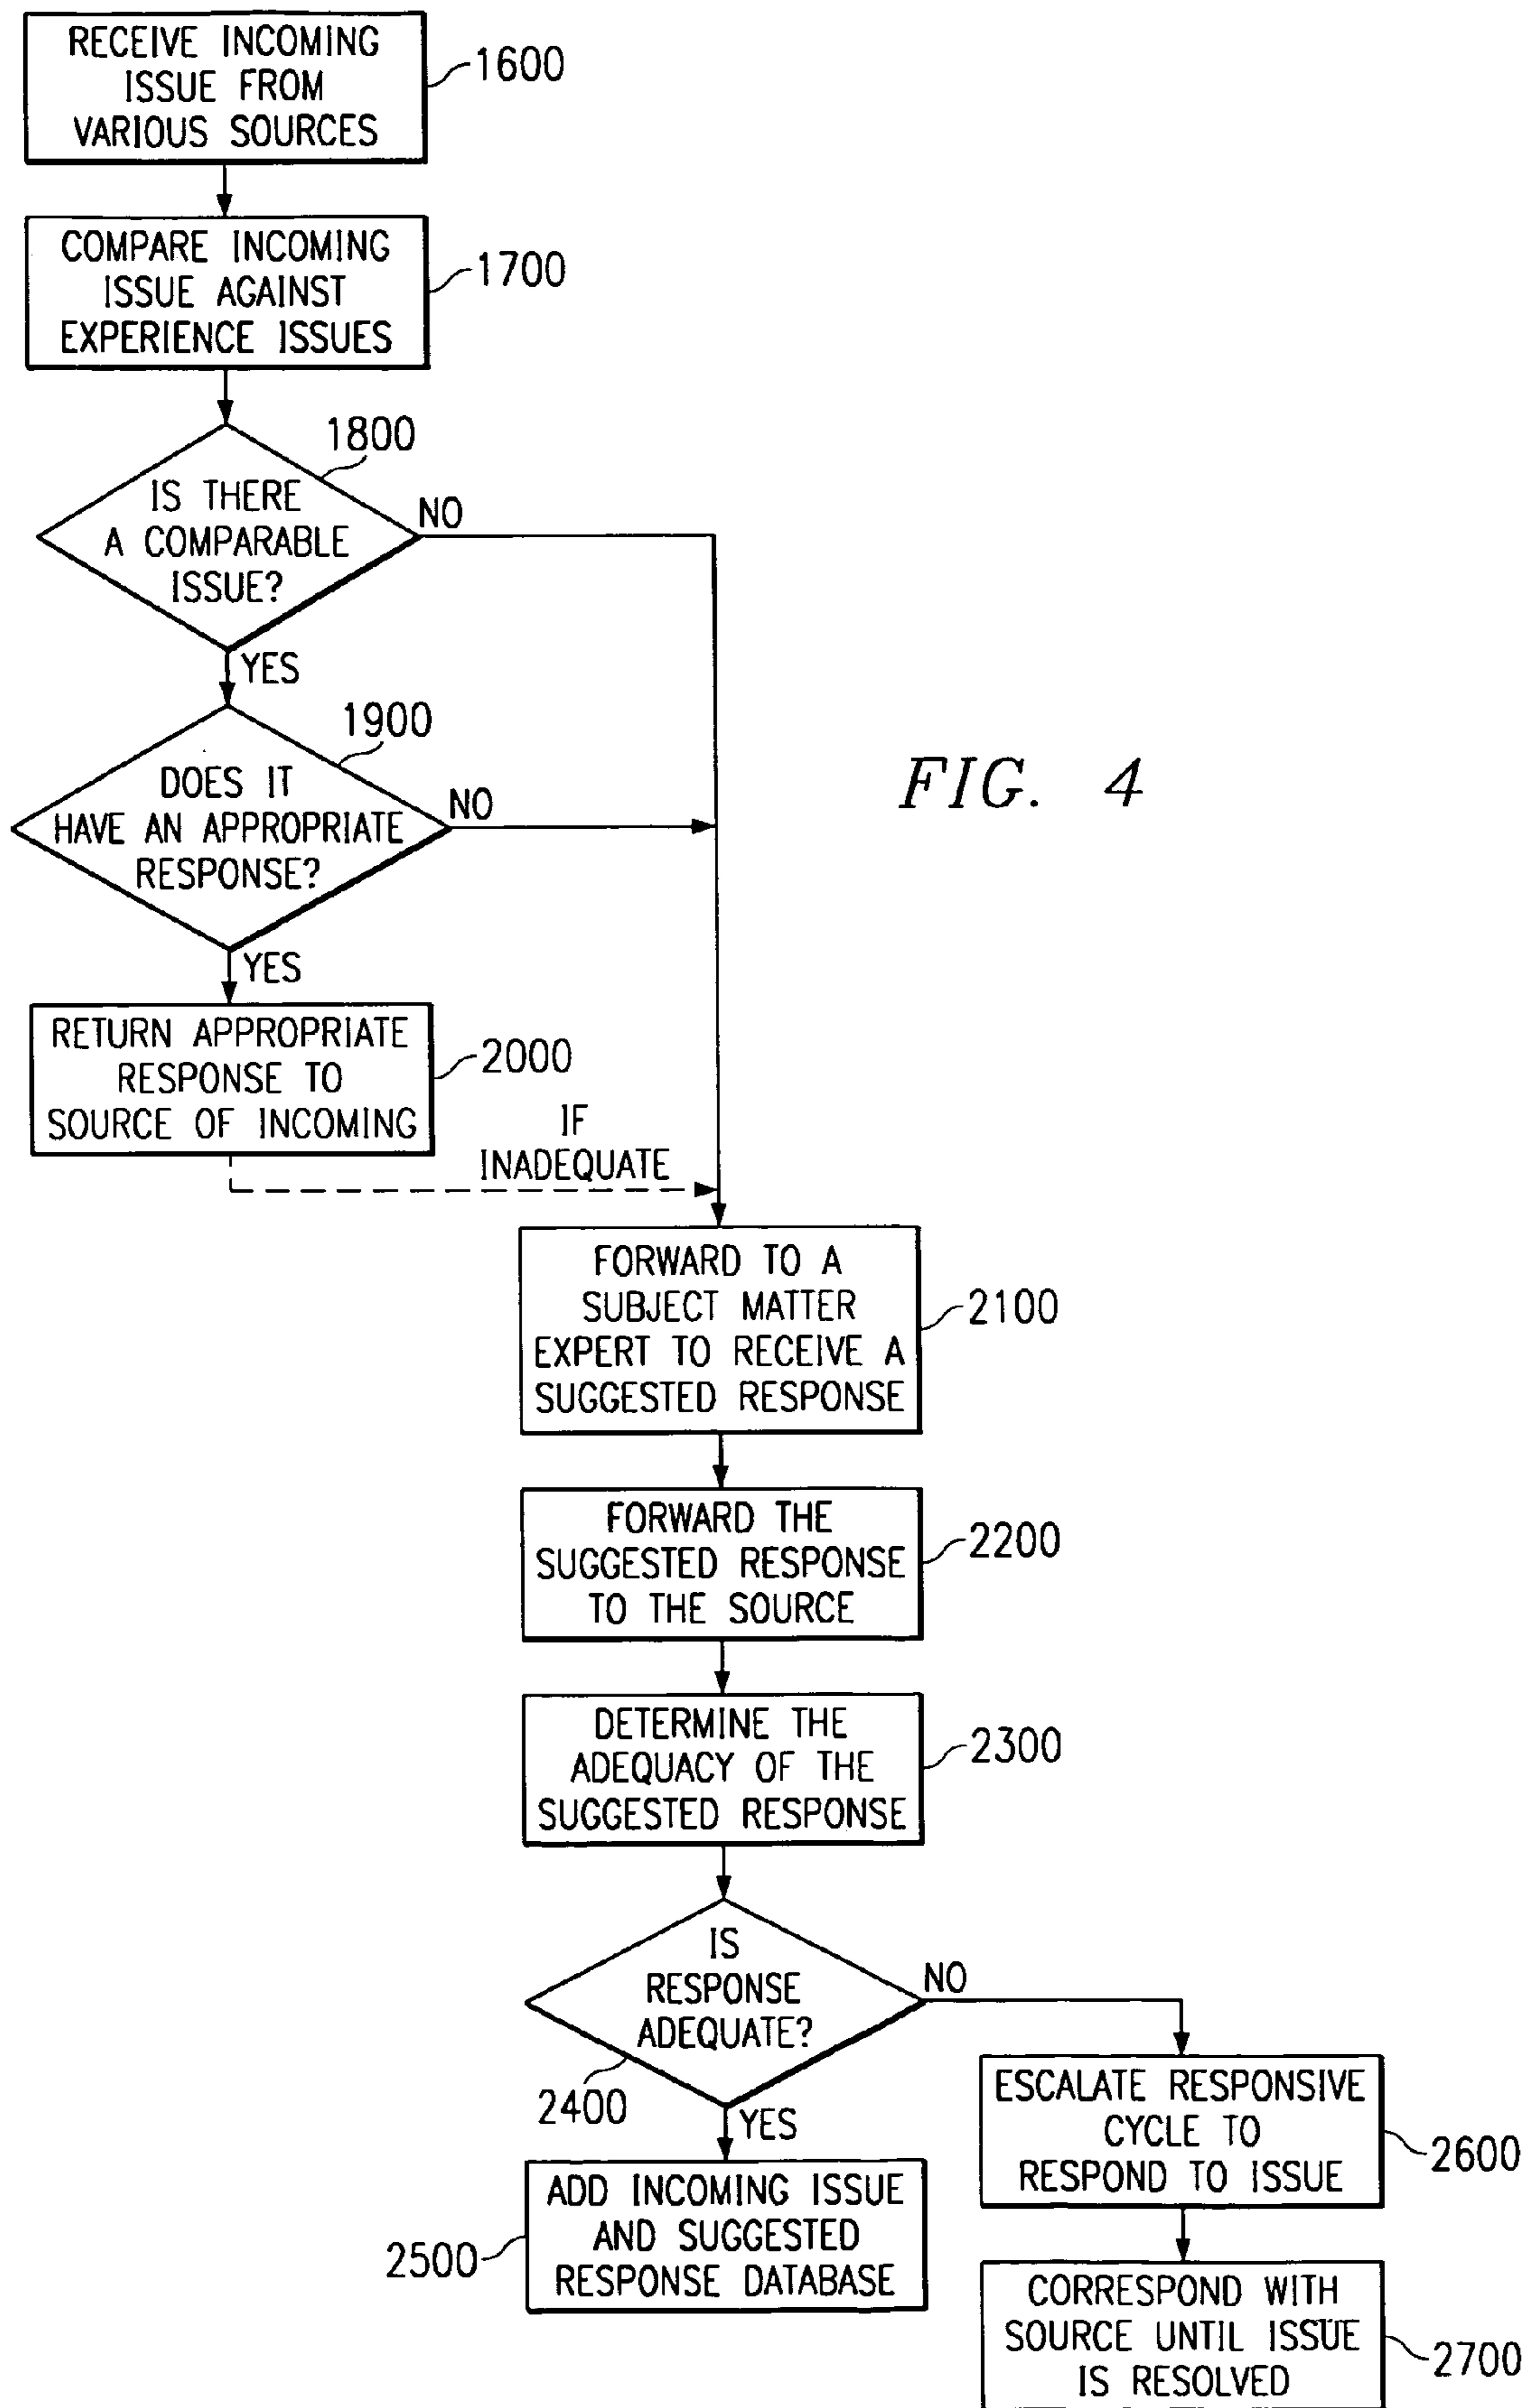 RECEIVE INCOMING
ISSUE FROM
VARIOUS SOURCES
1600
COMPARE INCOMING
ISSUE AGAINST
EXPERIENCE ISSUES
1700
1800
IS THERE
A COMPARABLE
ISSUE?
NO
YES
1900
DOES IT
HAVE AN APPROPRIATE
RESPONSE?
NO
YES
FIG. 4
RETURN APPROPRIATE
RESPONSE TO
SOURCE OF INCOMING
2000
IF
INADEQUATE
FORWARD TO A
SUBJECT MATTER
EXPERT TO RECEIVE A
SUGGESTED RESPONSE
2100
FORWARD THE
SUGGESTED RESPONSE
TO THE SOURCE
2200
DETERMINE THE
ADEQUACY OF THE
SUGGESTED RESPONSE
2300
IS
RESPONSE
ADEQUATE?
NO
2400
YES
ADD INCOMING ISSUE
AND SUGGESTED
RESPONSE DATABASE
2500
ESCALATE RESPONSIVE
CYCLE TO
RESPOND TO ISSUE
2600
CORRESPOND WITH
SOURCE UNTIL ISSUE
IS RESOLVED
2700